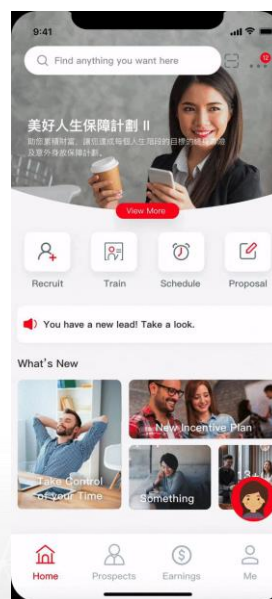 9:41
Find anything you want here
12
美好人生
保障計劃 II
View More
Recruit
Train
Schedule
Proposal
You have a new lead! Take a look.
What's New
New Incentive Plan
Take Control
of your Time
Something
Home
Prospects
Earnings
Me